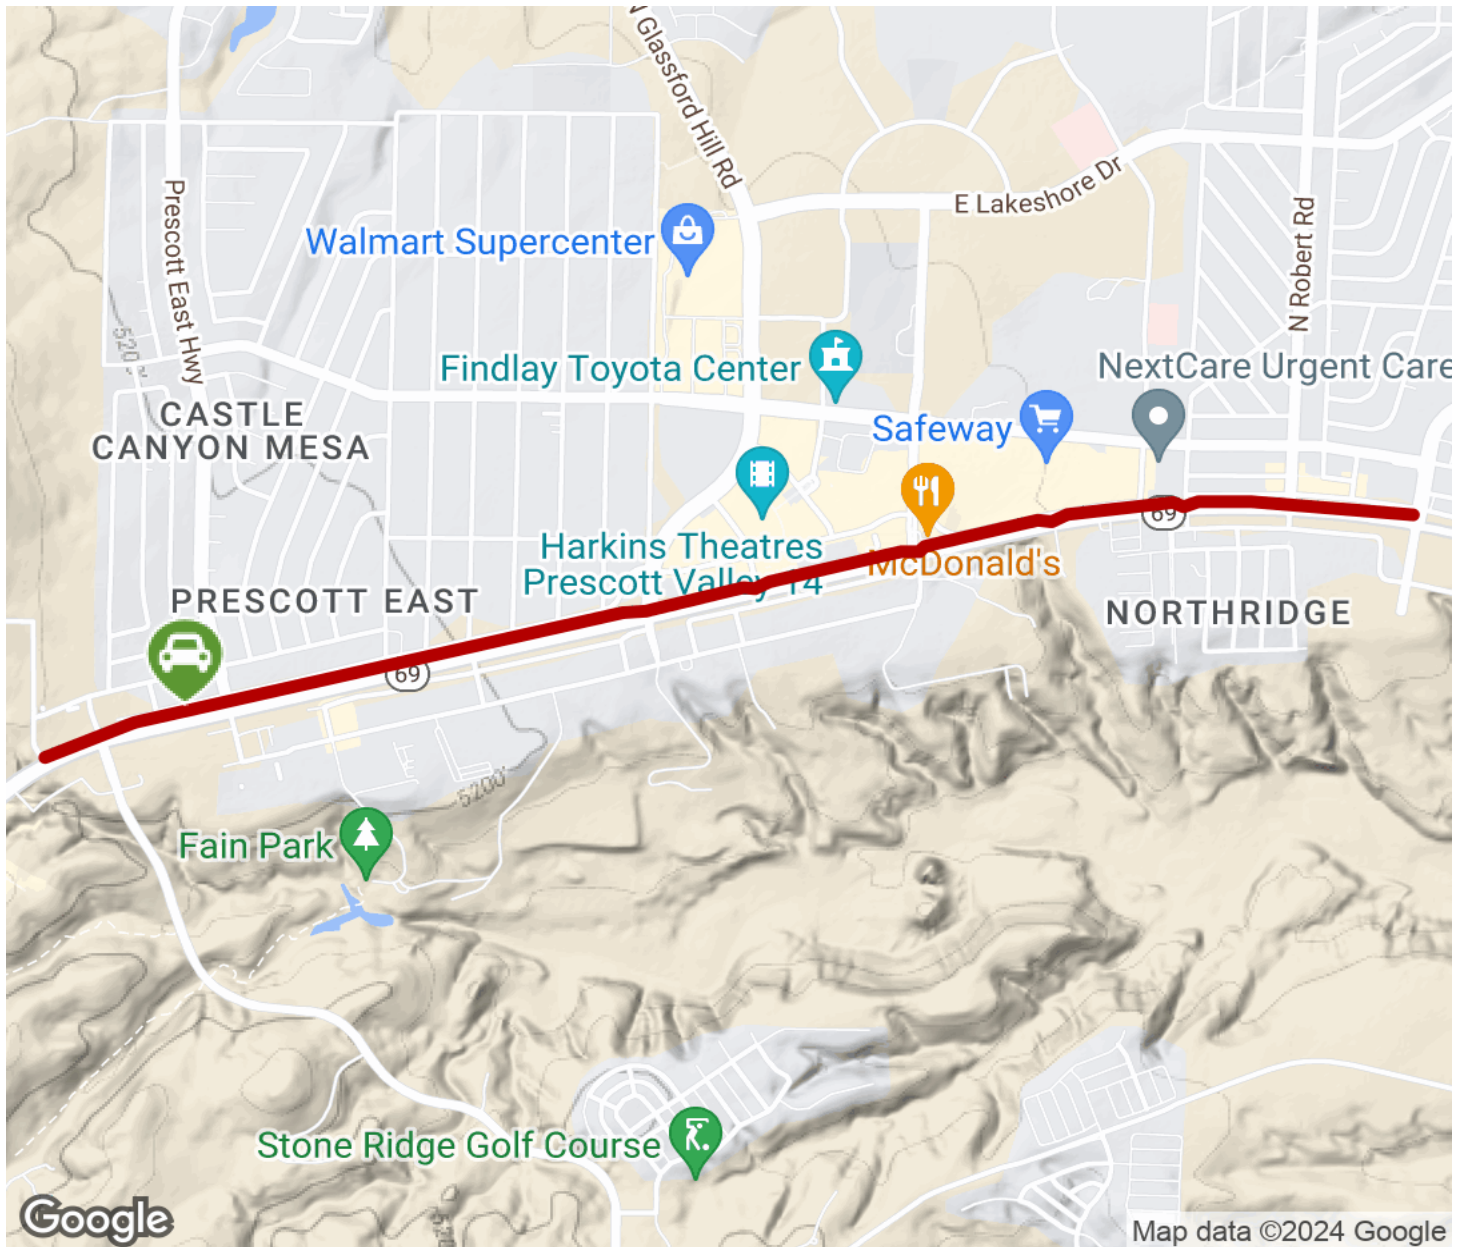 N Glassford Hill Rd
E Lakeshore Dr
Prescott East Hwy
N Robert Rd
Walmart Supercenter
Findlay Toyota Center
NextCare Urgent Care
CASTLE
CANYON MESA
Safeway
69
Harkins Theatres
Prescott Valley 14
McDonald's
PRESCOTT EAST
NORTHRIDGE
69
5200'
Fain Park
Stone Ridge Golf Course
Google
Map data ©2024 Google